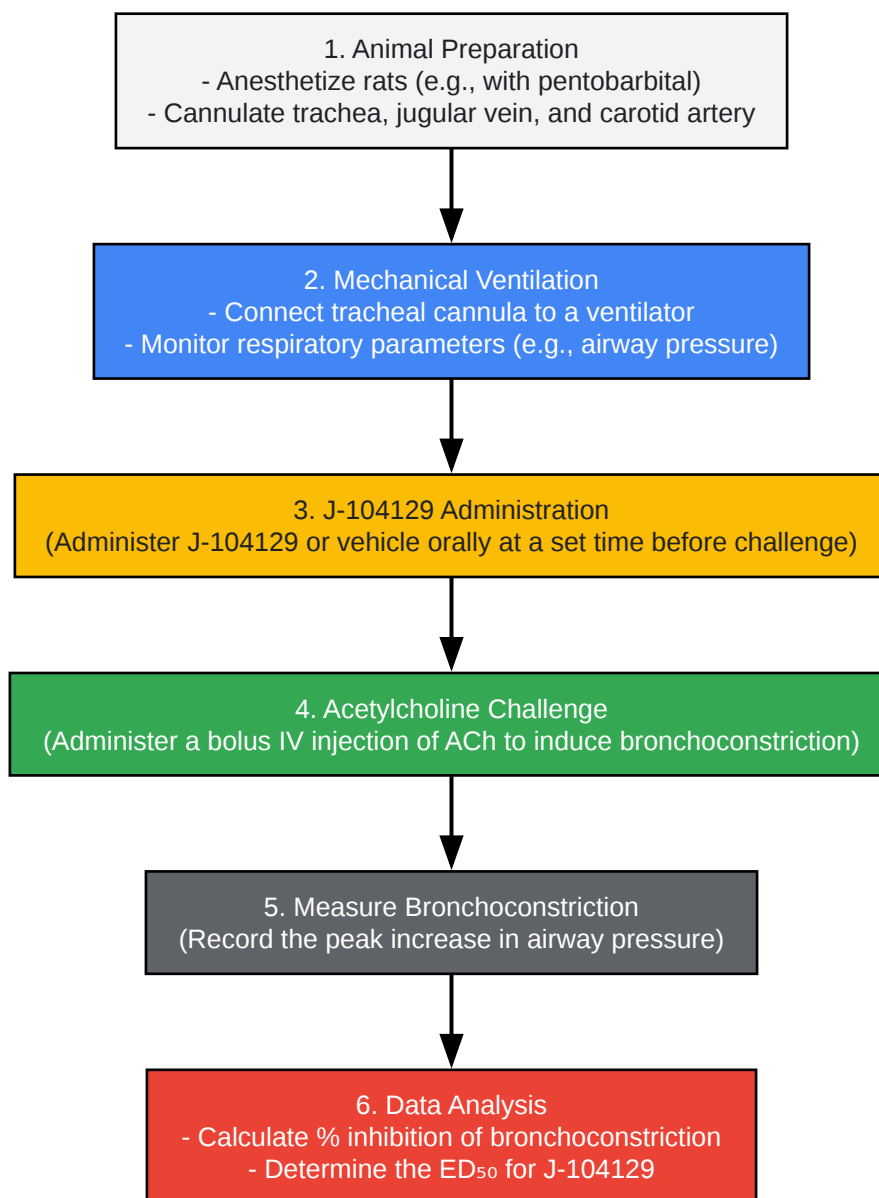 1. Animal Preparation
- Anesthetize rats (e.g., with pentobarbital)
- Cannulate trachea, jugular vein, and carotid artery
2. Mechanical Ventilation
- Connect tracheal cannula to a ventilator
- Monitor respiratory parameters (e.g., airway pressure)
3. J-104129 Administration
(Administer J-104129 or vehicle orally at a set time before challenge)
4. Acetylcholine Challenge
(Administer a bolus IV injection of ACh to induce bronchoconstriction)
5. Measure Bronchoconstriction
(Record the peak increase in airway pressure)
6. Data Analysis
- Calculate % inhibition of bronchoconstriction
- Determine the ED₅₀ for J-104129